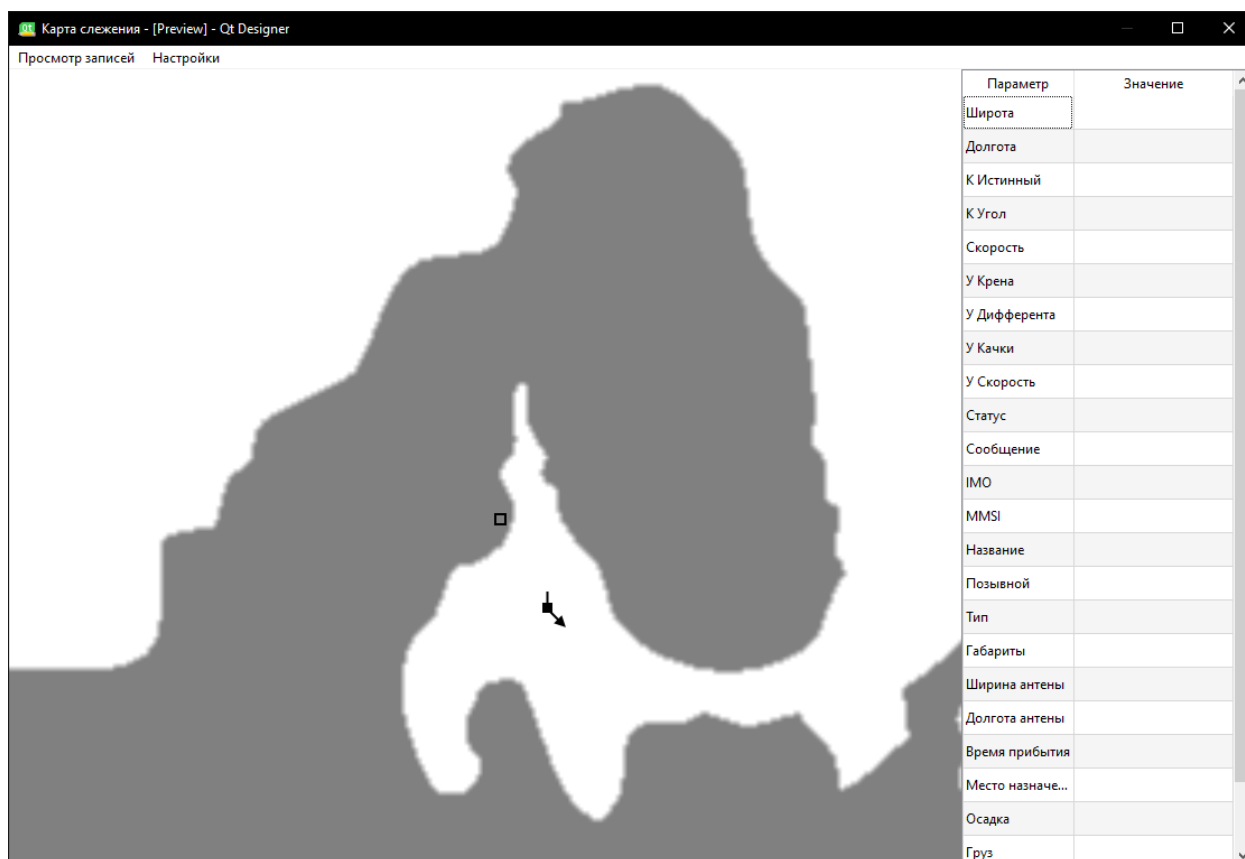 Карта слежения - [Preview] - Qt Designer
Просмотр записей Настройки
Параметр Значение
Широта
Долгота
К Истинный
К Угол
Скорость
У Крена
У Дифферента
У Качки
У Скорость
Статус
Сообщение
IMO
MMSI
Название
Позывной
Тип
Габариты
Ширина антены
Долгота антены
Время прибытия
Место назначе...
Осадка
Груз